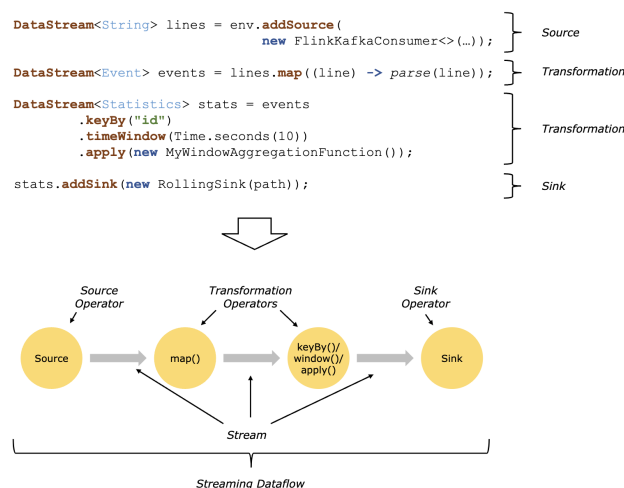 DataStream<String> lines = env.addSource(
new FlinkKafkaConsumer<>(…));
Source
DataStream<Event> events = lines.map((line) -> parse(line));
Transformation
DataStream<Statistics> stats = events
.keyBy("id")
.timeWindow(Time.seconds(10))
.apply(new MyWindowAggregationFunction());
Transformation
stats.addSink(new RollingSink(path));
Sink
Source
Operator
Transformation
Operators
Sink
Operator
Source
map()
keyBy()/
window()/
apply()
Sink
Stream
Streaming Dataflow